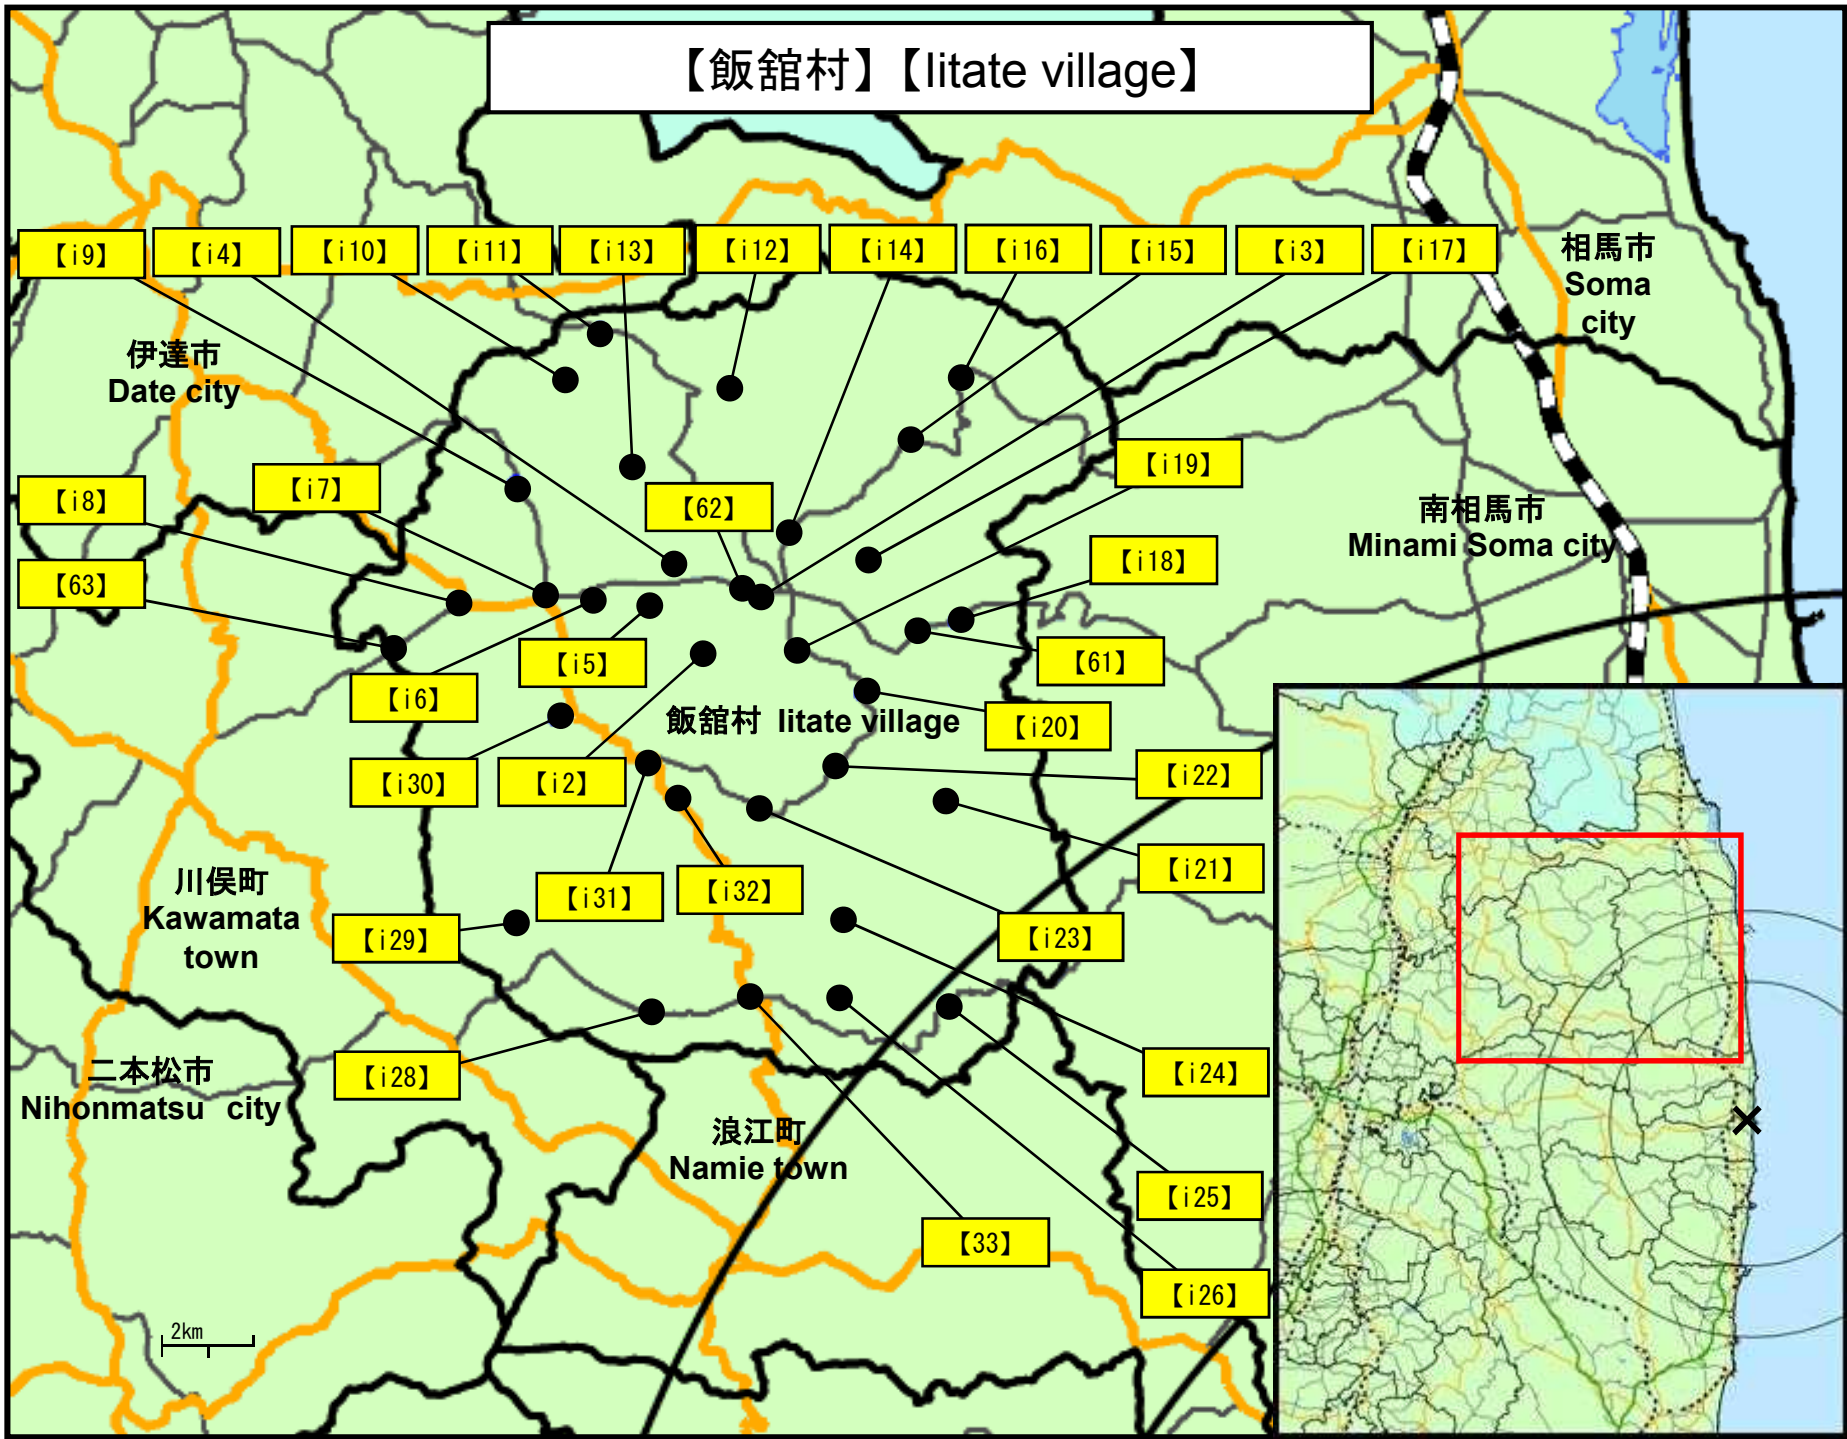 【飯舘村】【Iitate village】
【i9】
【i4】
【i10】
【i11】
【i13】
【i12】
【i14】
【i16】
【i15】
【i3】
【i17】
相馬市
Soma
city
伊達市
Date city
【i19】
【i7】
【i8】
【62】
南相馬市
Minami Soma city
【i18】
【63】
【i5】
【61】
【i6】
飯舘村 Iitate village
【i20】
【i30】
【i2】
【i22】
【i21】
川俣町
Kawamata
town
【i31】
【i32】
【i29】
【i23】
二本松市
Nihonmatsu city
【i28】
【i24】
浪江町
Namie town
【i25】
【33】
【i26】
2km